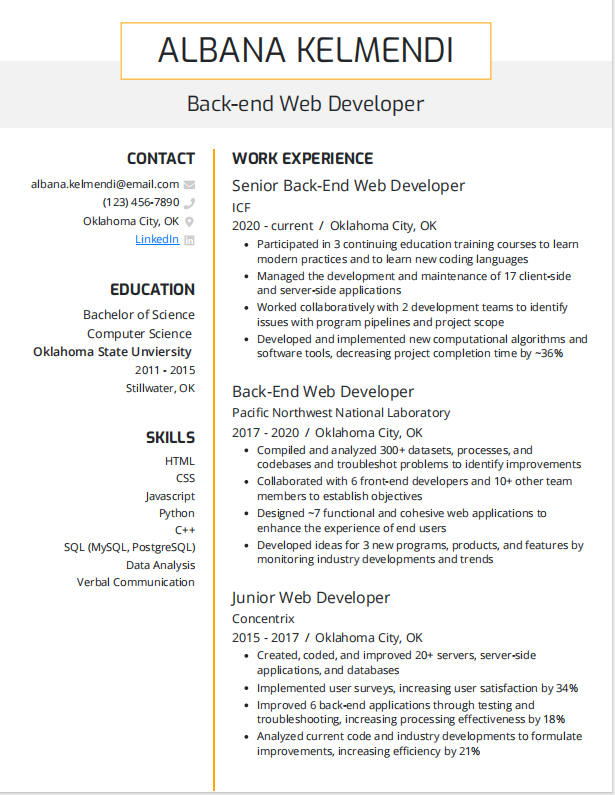 ALBANA KELMENDI
Back-end Web Developer
CONTACT
albana.kelmendi@email.com
(123) 456-7890
Oklahoma City, OK
LinkedIn
EDUCATION
Bachelor of Science
Computer Science
Oklahoma State Unviersity
2011 - 2015
Stillwater, OK
SKILLS
HTML
CSS
Javascript
Python
C++
SQL (MySQL, PostgreSQL)
Data Analysis
Verbal Communication
WORK EXPERIENCE
Senior Back-End Web Developer
ICF
2020 - current / Oklahoma City, OK
• Participated in 3 continuing education training courses to learn
modern practices and to learn new coding languages
• Managed the development and maintenance of 17 client-side
and server-side applications
• Worked collaboratively with 2 development teams to identify
issues with program pipelines and project scope
• Developed and implemented new computational algorithms and
software tools, decreasing project completion time by ~36%
Back-End Web Developer
Pacific Northwest National Laboratory
2017 - 2020 / Oklahoma City, OK
• Compiled and analyzed 300+ datasets, processes, and
codebases and troubleshot problems to identify improvements
• Collaborated with 6 front-end developers and 10+ other team
members to establish objectives
• Designed ~7 functional and cohesive web applications to
enhance the experience of end users
• Developed ideas for 3 new programs, products, and features by
monitoring industry developments and trends
Junior Web Developer
Concentrix
2015 - 2017 / Oklahoma City, OK
• Created, coded, and improved 20+ servers, server-side
applications, and databases
• Implemented user surveys, increasing user satisfaction by 34%
• Improved 6 back-end applications through testing and
troubleshooting, increasing processing effectiveness by 18%
• Analyzed current code and industry developments to formulate
improvements, increasing efficiency by 21%